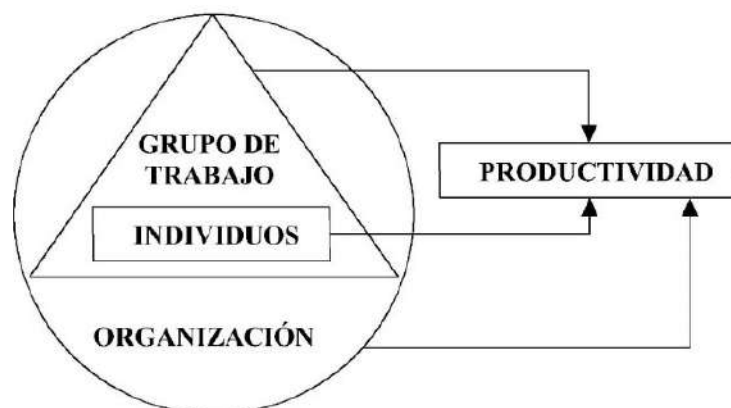 GRUPO DE
TRABAJO
INDIVIDUOS
ORGANIZACIÓN
PRODUCTIVIDAD